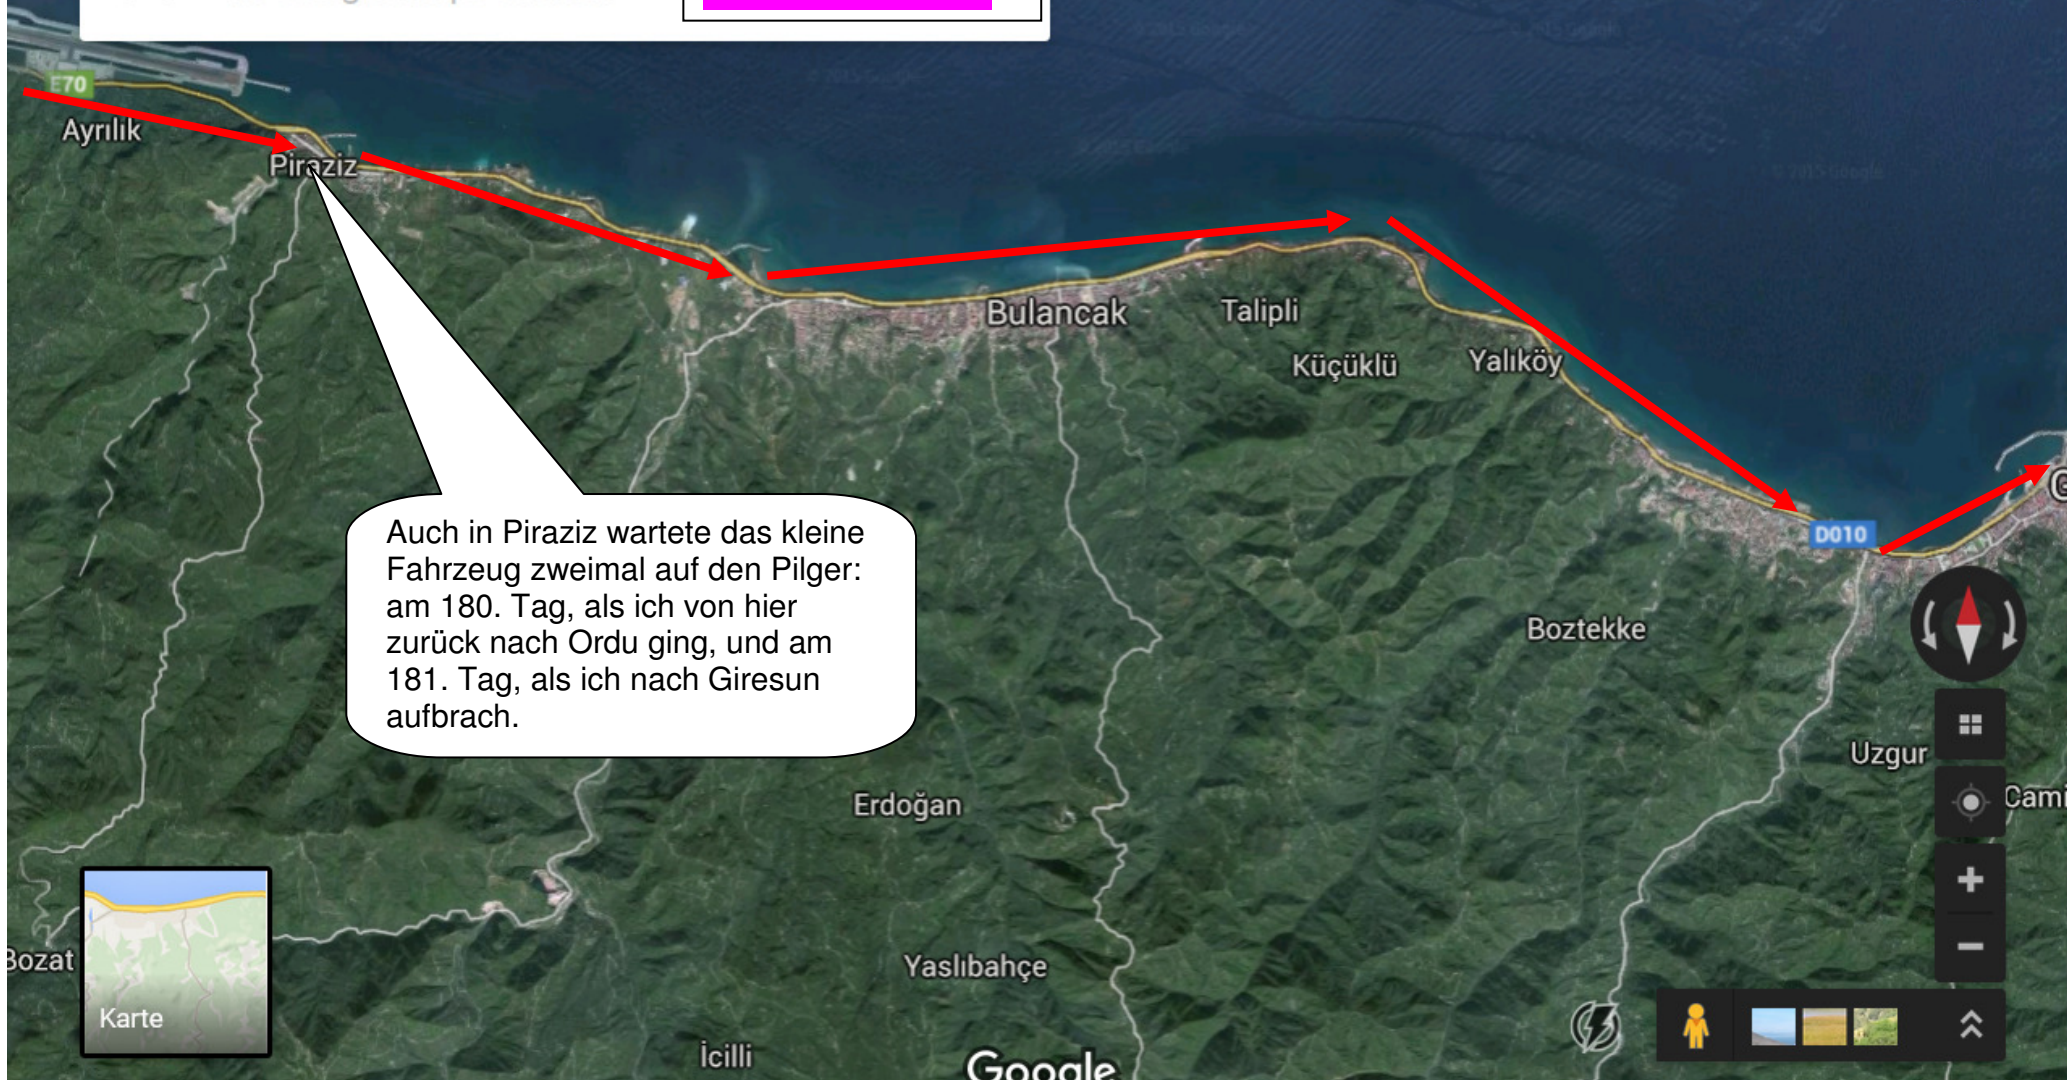 E70
Ayrılık
Piraziz
Bulancak
Talipli
Küçüklü
Yalıköy
D010
G
Auch in Piraziz wartete das kleine
Fahrzeug zweimal auf den Pilger:
am 180. Tag, als ich von hier
zurück nach Ordu ging, und am
181. Tag, als ich nach Giresun
aufbrach.
Boztekke
Uzgur
Cami
Erdoğan
Bozat
Yaslıbahçe
Karte
İcilli
Google